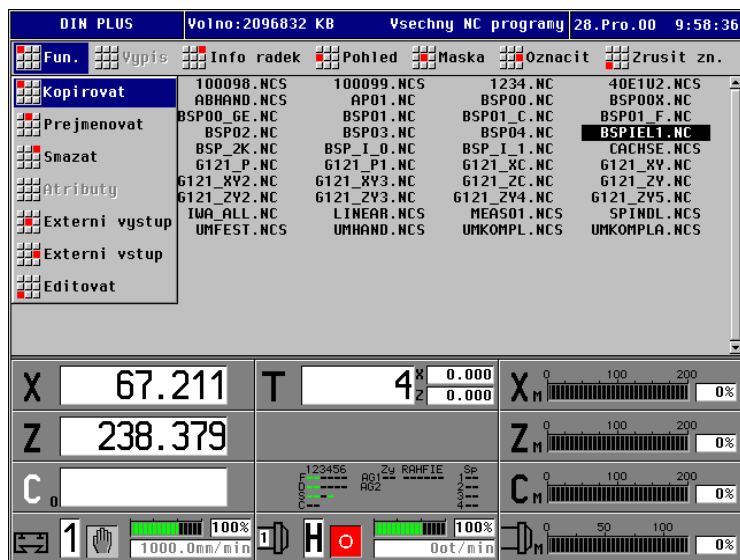 DIN PLUS Volno:2096832 KB Vsechny NC programy 28.Pro.00 9:58:36
Fun. Vypis Info radek Pohled Maska Oznacit Zrusit zn.
Kopirovat
Prejmenovat
Smazat
Atributy
Externi vystup
Externi vstup
Editovat
100098.NCS 100099.NCS 1234.NC 40E1U2.NCS
ABHAND.NCS AP01.NC BSP00.NC BSP00X.NC
BSP00_GE.NC BSP01.NC BSP01_C.NC BSP01_F.NC
BSP02.NC BSP03.NC BSP04.NC BSPIEL1.NC
BSP_2K.NC BSP_I_0.NC BSP_I_1.NC CACHSE.NCS
G121_P.NC G121_P1.NC G121_XC.NC G121_XY.NC
G121_XY2.NC G121_XY3.NC G121_ZC.NC G121_ZY.NC
G121_ZY2.NC G121_ZY3.NC G121_ZY4.NC G121_ZY5.NC
IWA_ALL.NC LINEAR.NCS MEAS01.NCS SPINDL.NCS
UMFEST.NCS UMHAND.NCS UMKOMPL.NCS UMKOMPLA.NCS
X 67.211 T 4 X 0.000 Z 0.000 X M 0 100 200 0%
Z 238.379 Z M 0 100 200 0%
C 0 123456 Zy RAHFIE Sp C M 0 100 200 0%
F AG1 1
D AG2 2
S 3
C 4
1 100% 1000.0mm/min 1 H 100% 0ot/min M 0 50 100 0%